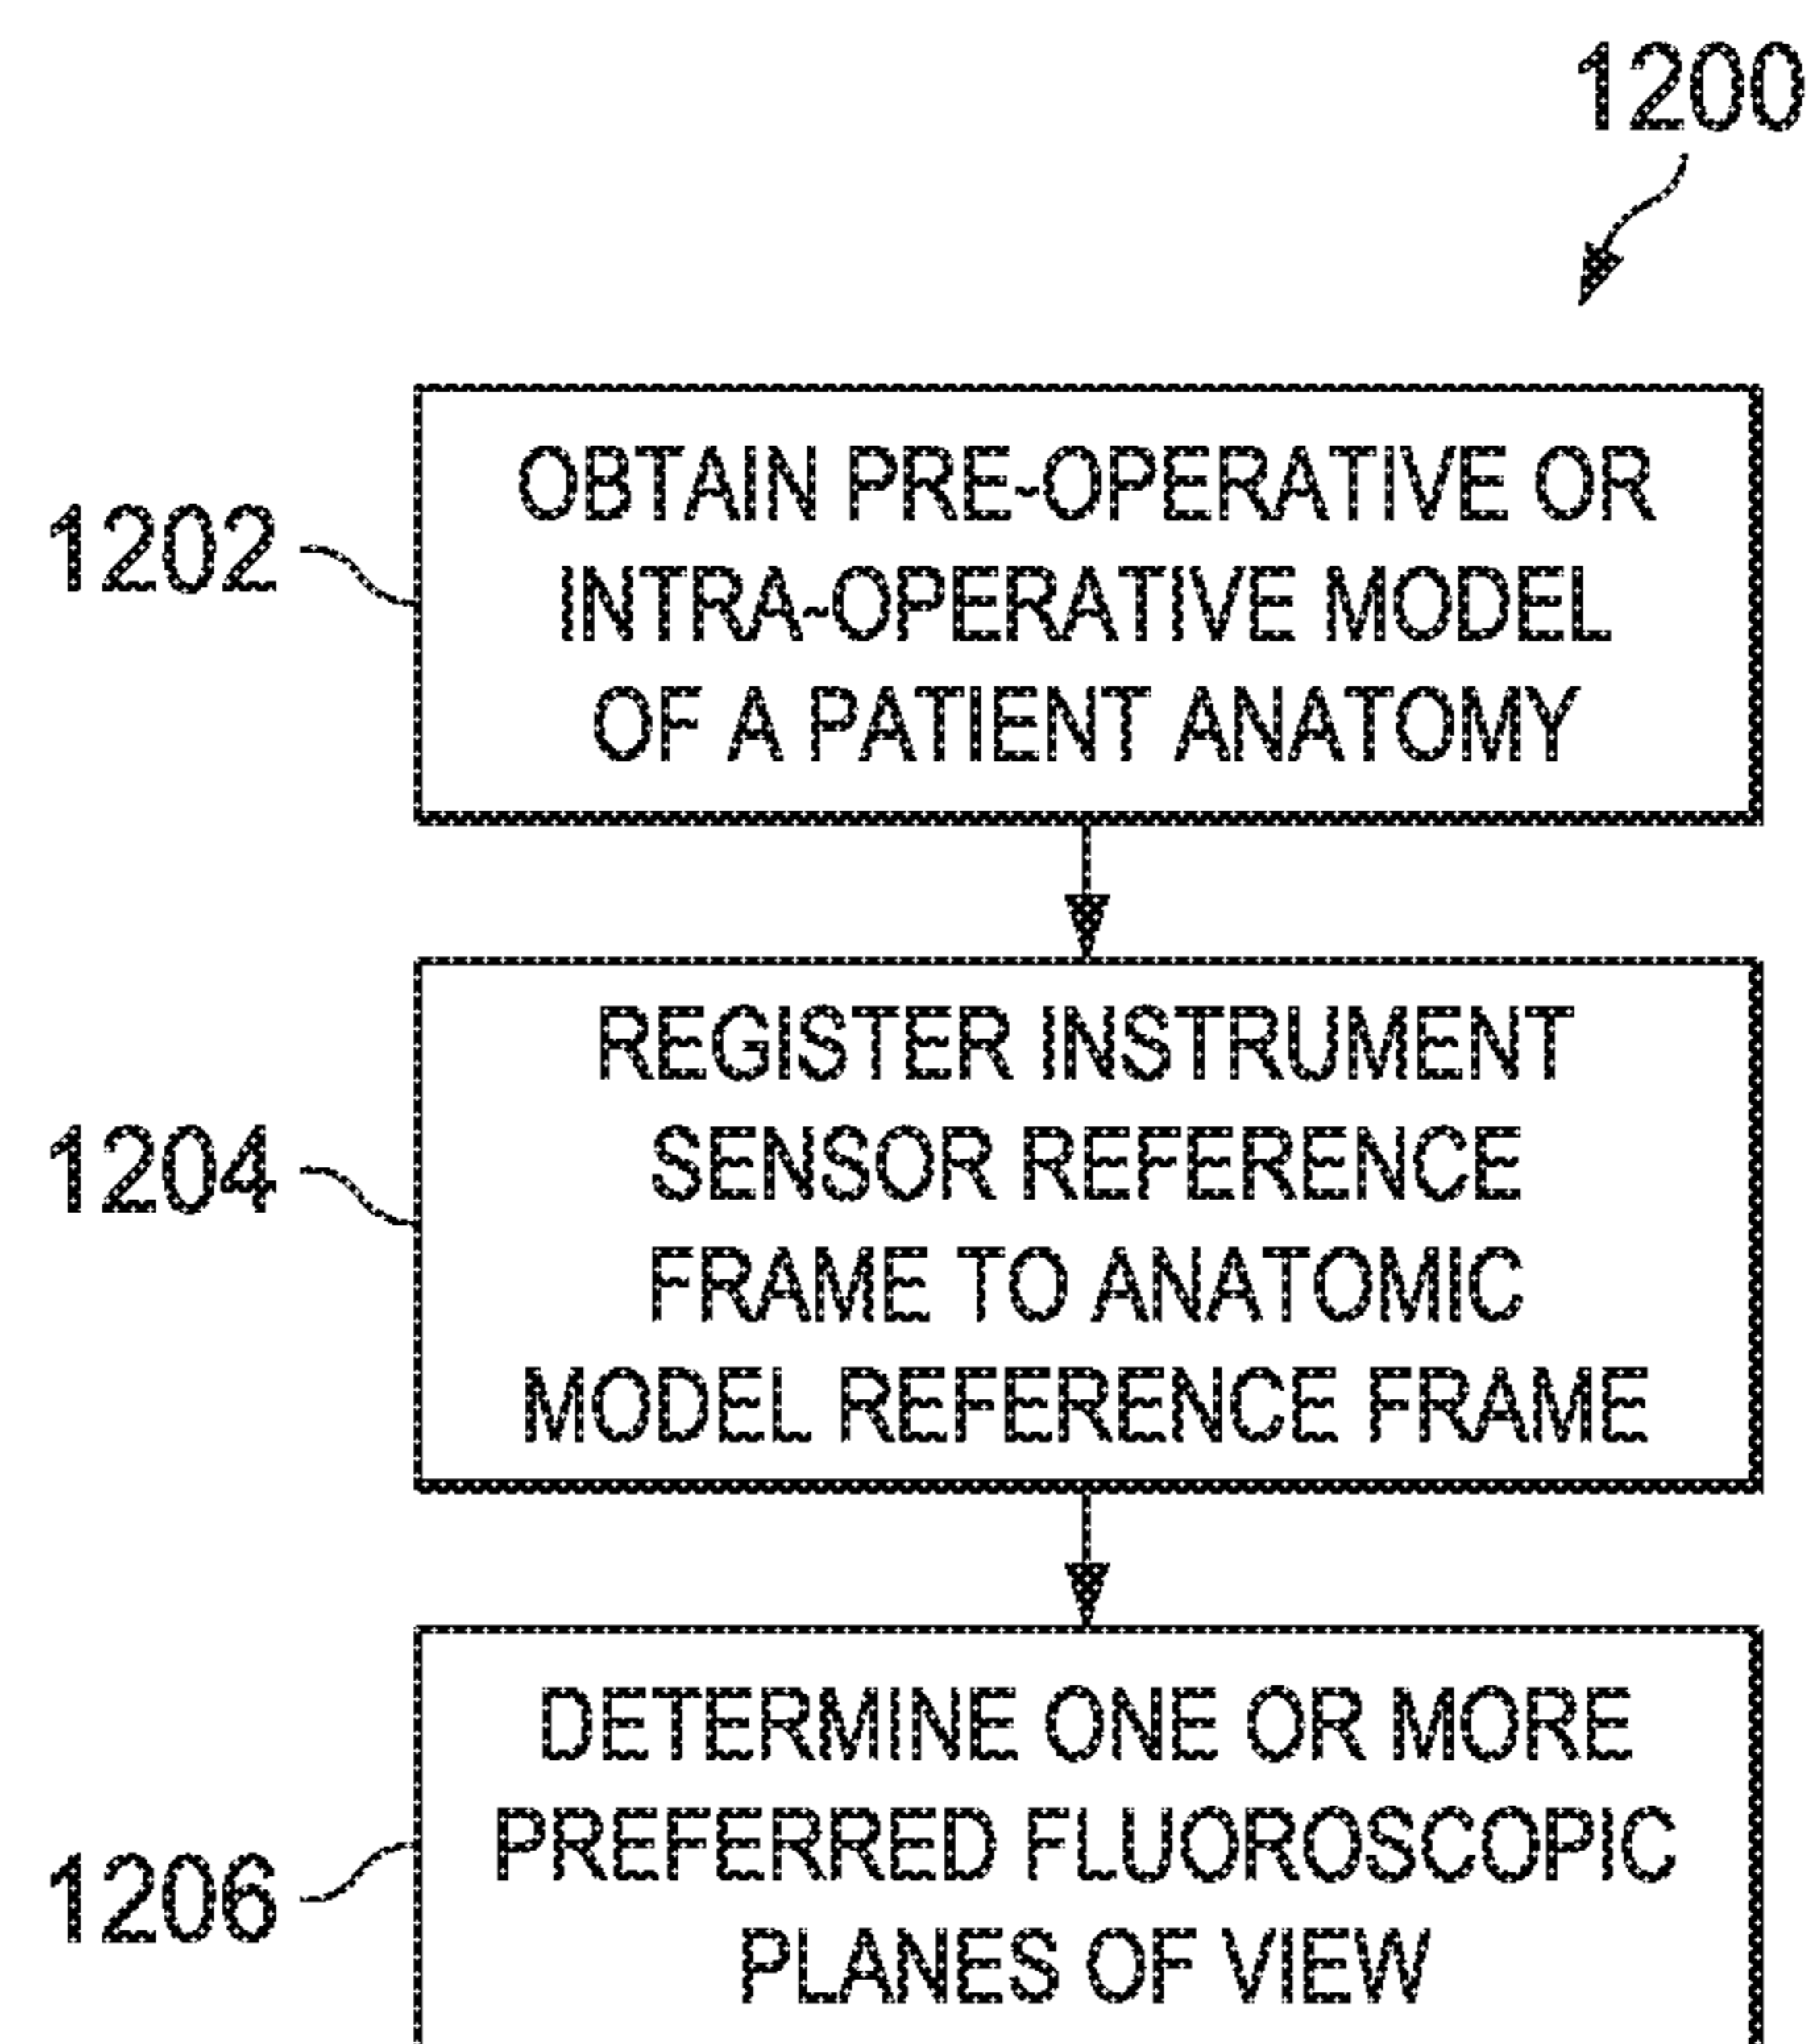 1200
1202
OBTAIN PRE-OPERATIVE OR
INTRA-OPERATIVE MODEL
OF A PATIENT ANATOMY
1204
REGISTER INSTRUMENT
SENSOR REFERENCE
FRAME TO ANATOMIC
MODEL REFERENCE FRAME
1206
DETERMINE ONE OR MORE
PREFERRED FLUOROSCOPIC
PLANES OF VIEW